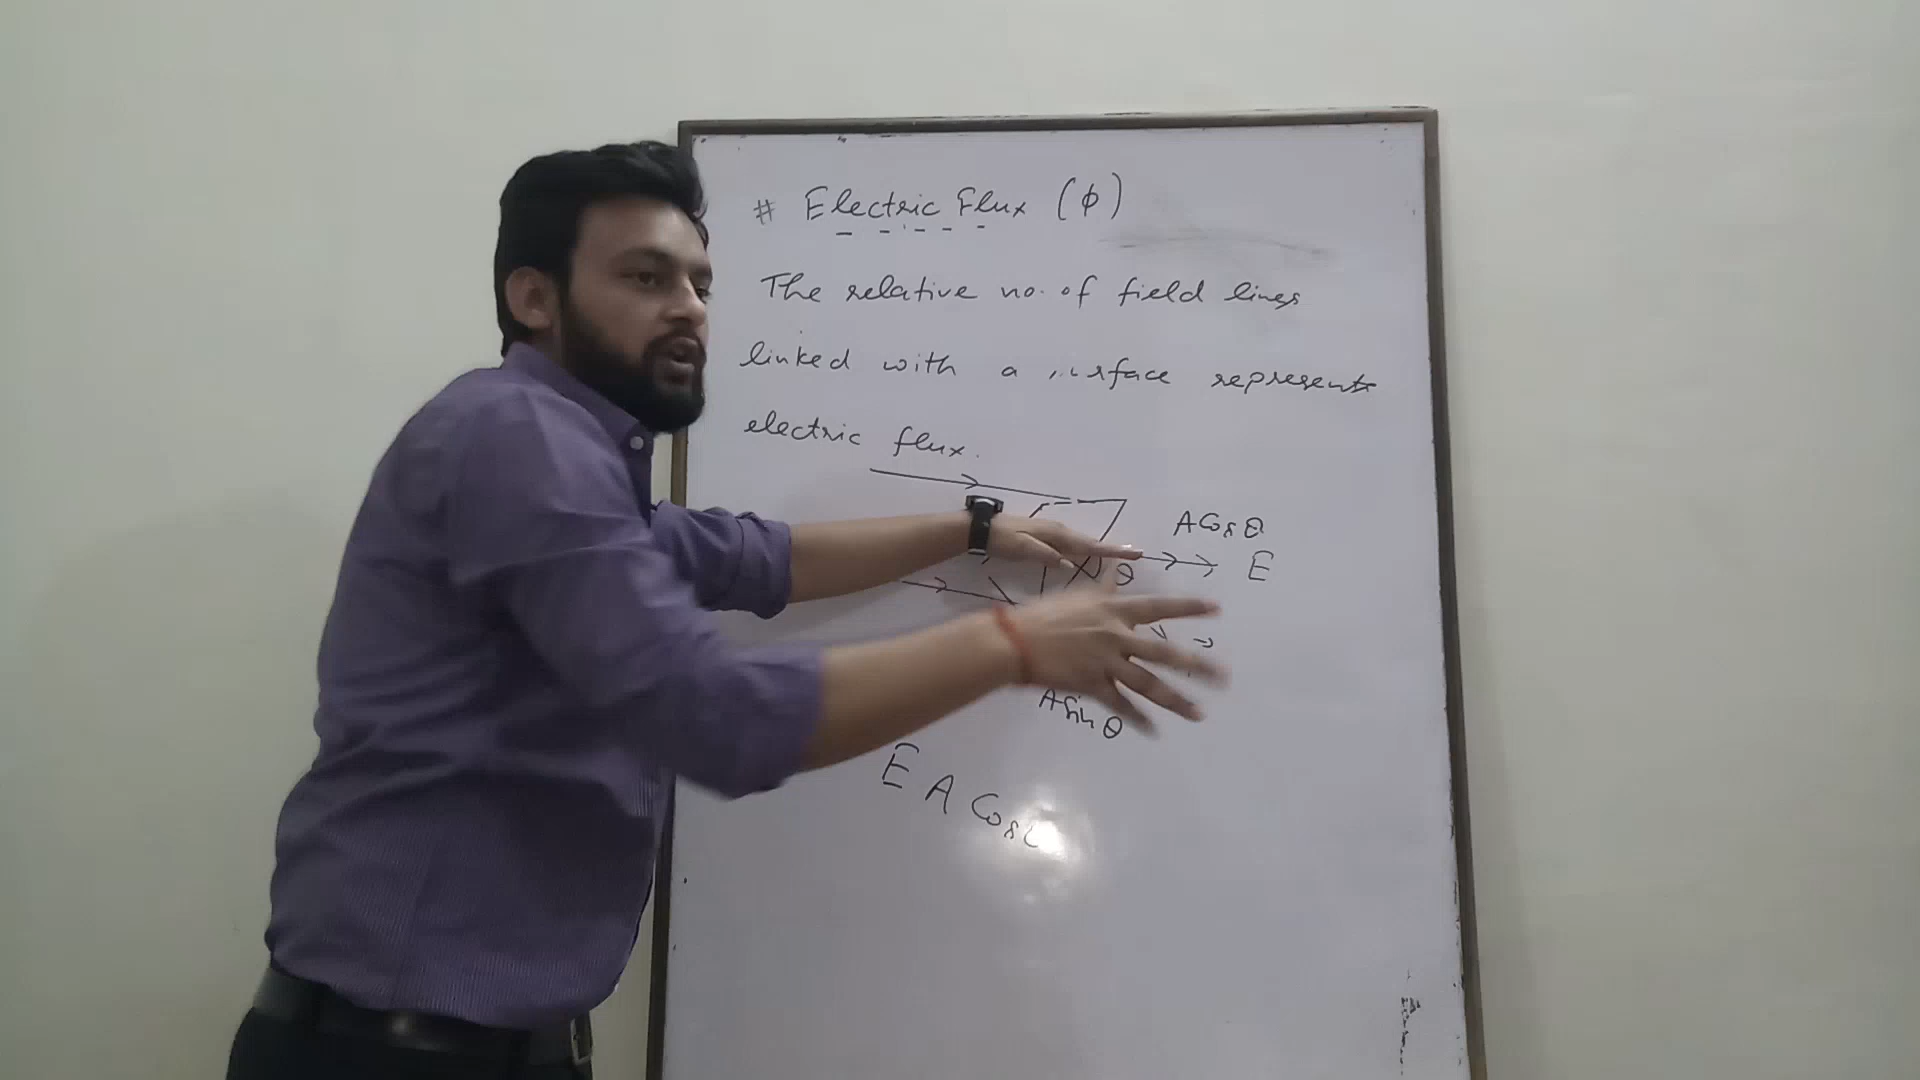 # Electric Flux (ϕ)
The relative no. of field lines
linked with a surface represents
electric flux.
A Cos θ
E
θ
A Sin θ
E A Cos